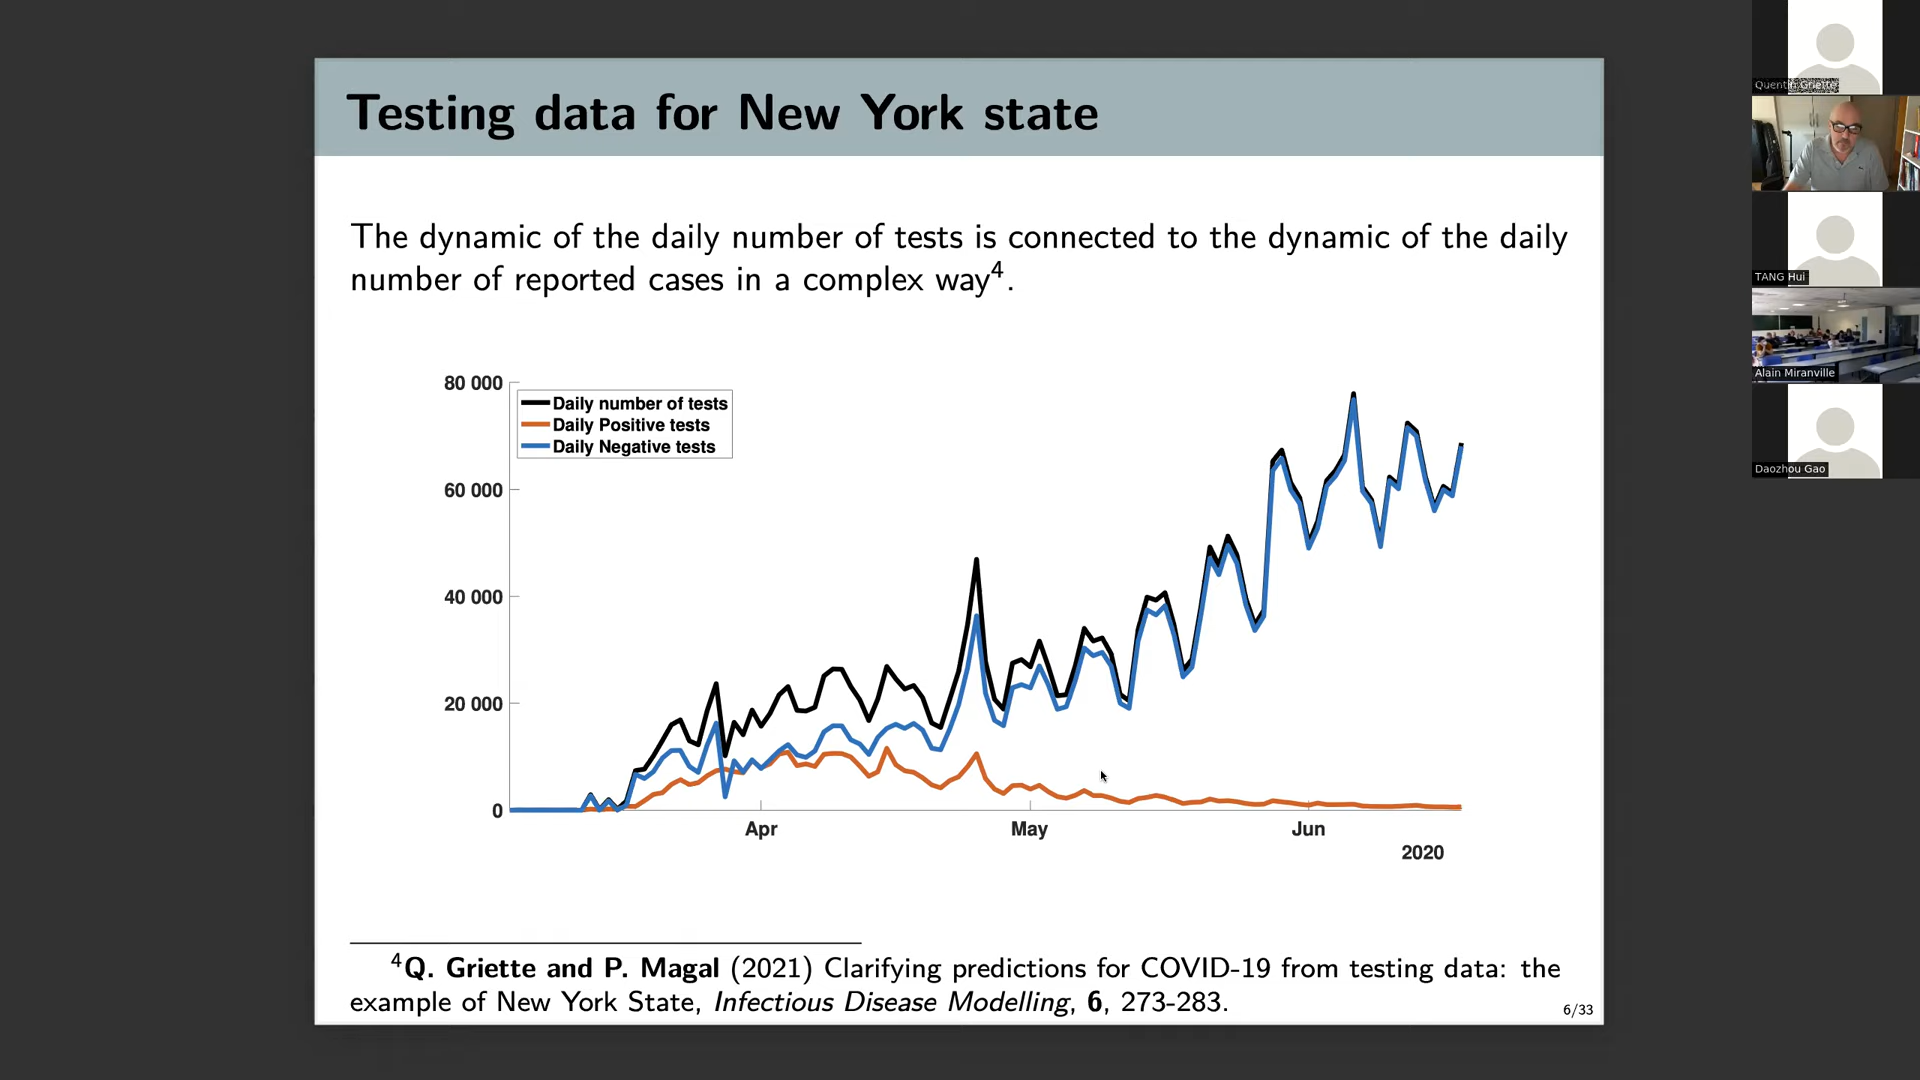 Testing data for New York state
The dynamic of the daily number of tests is connected to the dynamic of the daily
number of reported cases in a complex way⁴.
80 000
60 000
40 000
20 000
0
Daily number of tests
Daily Positive tests
Daily Negative tests
Apr
May
Jun
2020
⁴Q. Griette and P. Magal (2021) Clarifying predictions for COVID-19 from testing data: the
example of New York State, Infectious Disease Modelling, 6, 273-283.
6/33
Quentin Griette
TANG Hui
Alain Miranville
Daozhou Gao